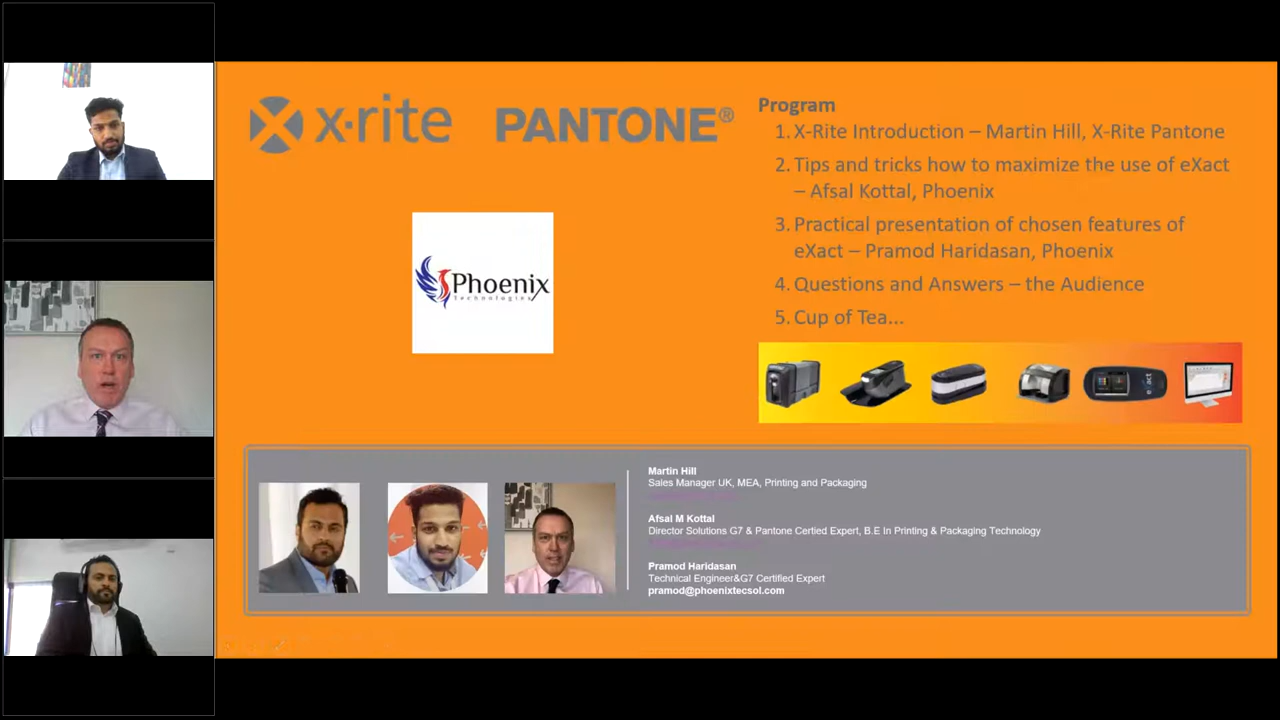 x·rite PANTONE®
Phoenix
Technologies
Program
1. X-Rite Introduction – Martin Hill, X-Rite Pantone
2. Tips and tricks how to maximize the use of eXact
– Afsal Kottal, Phoenix
3. Practical presentation of chosen features of
eXact – Pramod Haridasan, Phoenix
4. Questions and Answers – the Audience
5. Cup of Tea...
eXact
Martin Hill
Sales Manager UK, MEA, Printing and Packaging
Afsal M Kottal
Director Solutions G7 & Pantone Certied Expert, B.E In Printing & Packaging Technology
Pramod Haridasan
Technical Engineer&G7 Certified Expert
pramod@phoenixtecsol.com